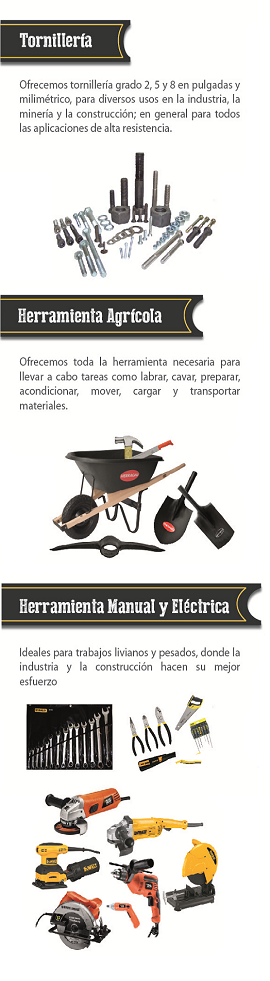 Tornillería
Ofrecemos tornillería grado 2, 5 y 8 en pulgadas y
milimétrico, para diversos usos en la industria, la
minería y la construcción; en general para todos
las aplicaciones de alta resistencia.
Herramienta Agrícola
Ofrecemos toda la herramienta necesaria para
llevar a cabo tareas como labrar, cavar, preparar,
acondicionar, mover, cargar y transportar
materiales.
Herramienta Manual y Eléctrica
Ideales para trabajos livianos y pesados, donde la
industria y la construcción hacen su mejor
esfuerzo